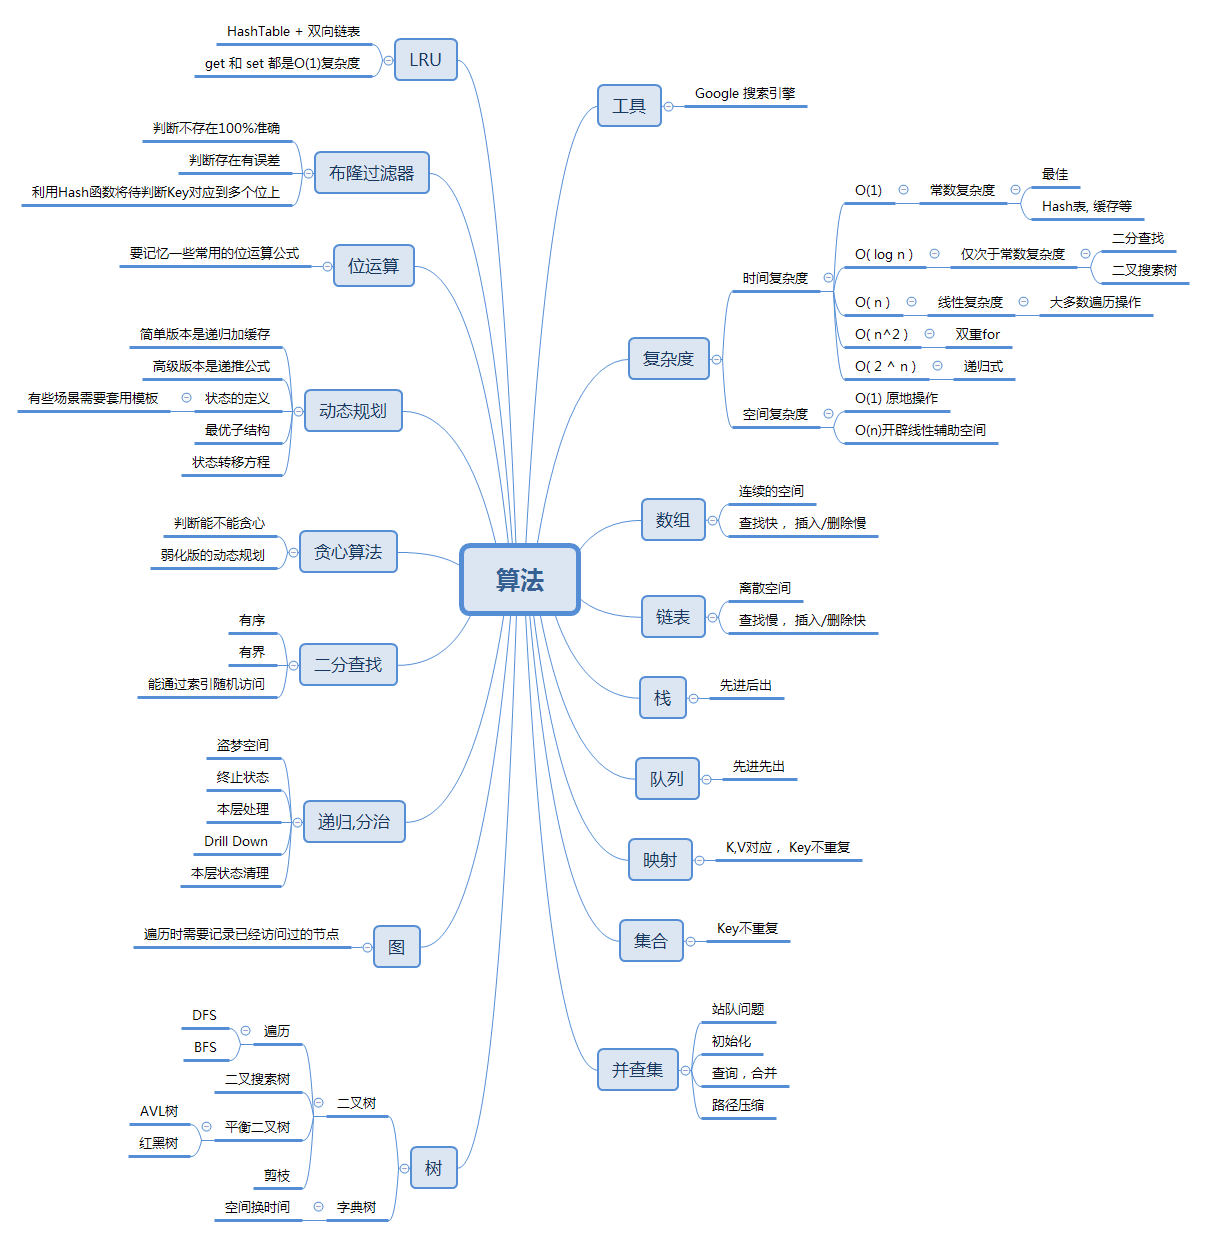 算法
LRU
HashTable + 双向链表
get 和 set 都是O(1)复杂度
布隆过滤器
判断不存在100%准确
判断存在有误差
利用Hash函数将待判断Key对应到多个位上
位运算
要记忆一些常用的位运算公式
动态规划
简单版本是递归加缓存
高级版本是递推公式
状态的定义
有些场景需要套用模板
最优子结构
状态转移方程
贪心算法
判断能不能贪心
弱化版的动态规划
二分查找
有序
有界
能通过索引随机访问
递归,分治
盗梦空间
终止状态
本层处理
Drill Down
本层状态清理
图
遍历时需要记录已经访问过的节点
树
二叉树
遍历
DFS
BFS
二叉搜索树
平衡二叉树
AVL树
红黑树
剪枝
字典树
空间换时间
工具
Google 搜索引擎
复杂度
时间复杂度
O(1)
常数复杂度
最佳
Hash表, 缓存等
O( log n )
仅次于常数复杂度
二分查找
二叉搜索树
O( n )
线性复杂度
大多数遍历操作
O( n^2 )
双重for
O( 2 ^ n )
递归式
空间复杂度
O(1) 原地操作
O(n)开辟线性辅助空间
数组
连续的空间
查找快， 插入/删除慢
链表
离散空间
查找慢， 插入/删除快
栈
先进后出
队列
先进先出
映射
K,V对应， Key不重复
集合
Key不重复
并查集
站队问题
初始化
查询，合并
路径压缩